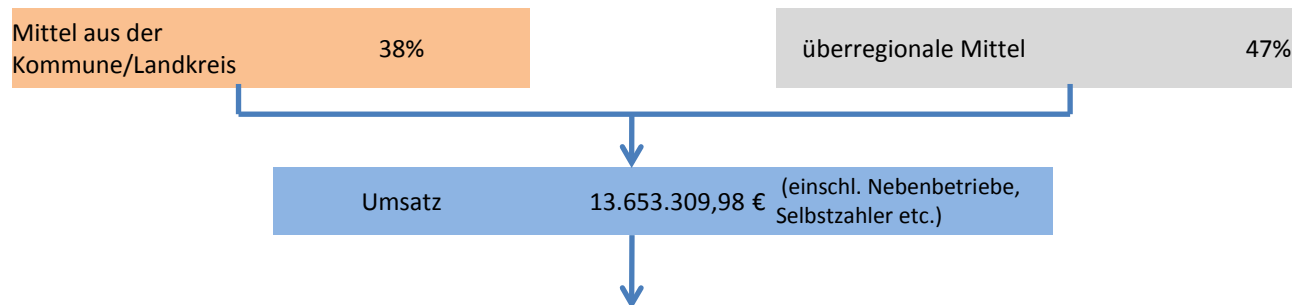 Mittel aus der
Kommune/Landkreis
38%
überregionale Mittel
47%
Umsatz
13.653.309,98 €
(einschl. Nebenbetriebe,
Selbstzahler etc.)